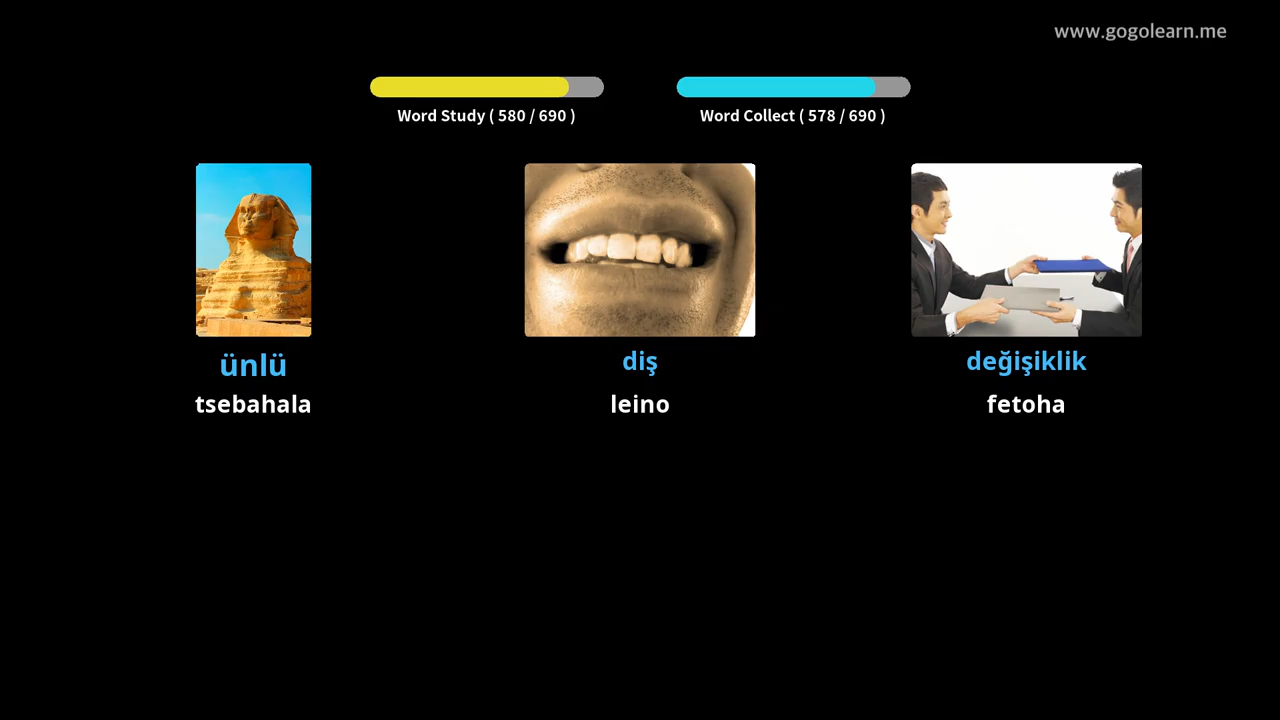 www.gogolearn.me
Word Study ( 580 / 690 )
Word Collect ( 578 / 690 )
ünlü
diş
değişiklik
tsebahala
leino
fetoha